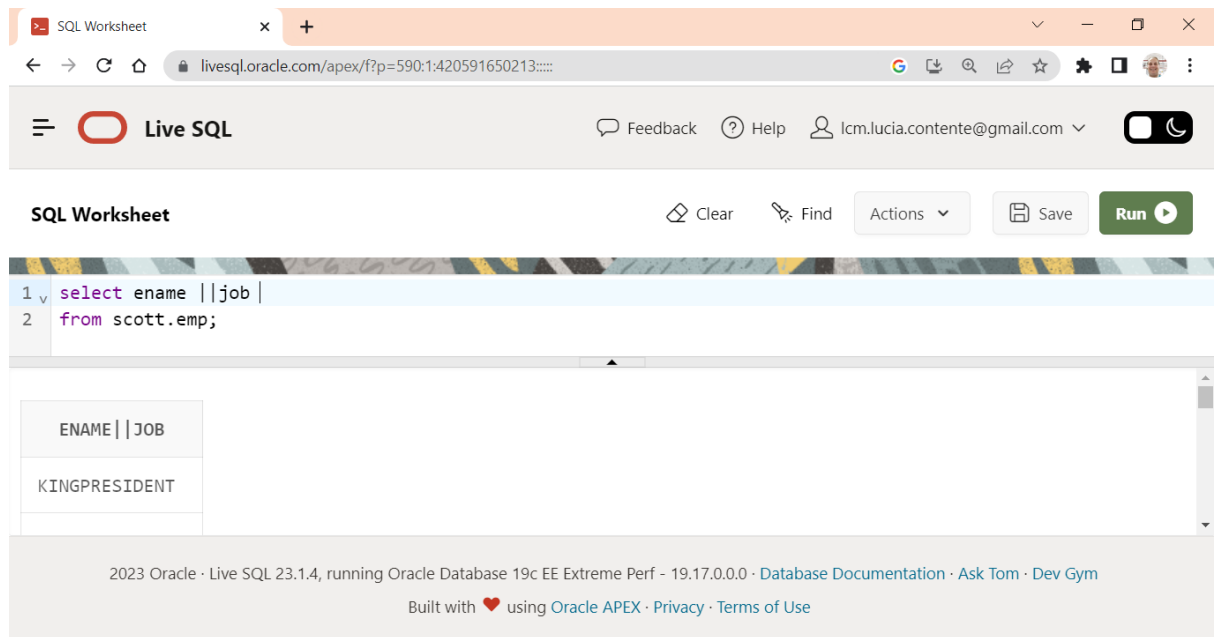 SQL Worksheet
livesql.oracle.com/apex/f?p=590:1:420591650213:::::
Live SQL
Feedback Help lcm.lucia.contente@gmail.com
SQL Worksheet
Clear Find Actions Save Run
1 select ename ||job
2 from scott.emp;
ENAME||JOB
KINGPRESIDENT
2023 Oracle · Live SQL 23.1.4, running Oracle Database 19c EE Extreme Perf - 19.17.0.0.0 · Database Documentation · Ask Tom · Dev Gym
Built with ❤ using Oracle APEX · Privacy · Terms of Use